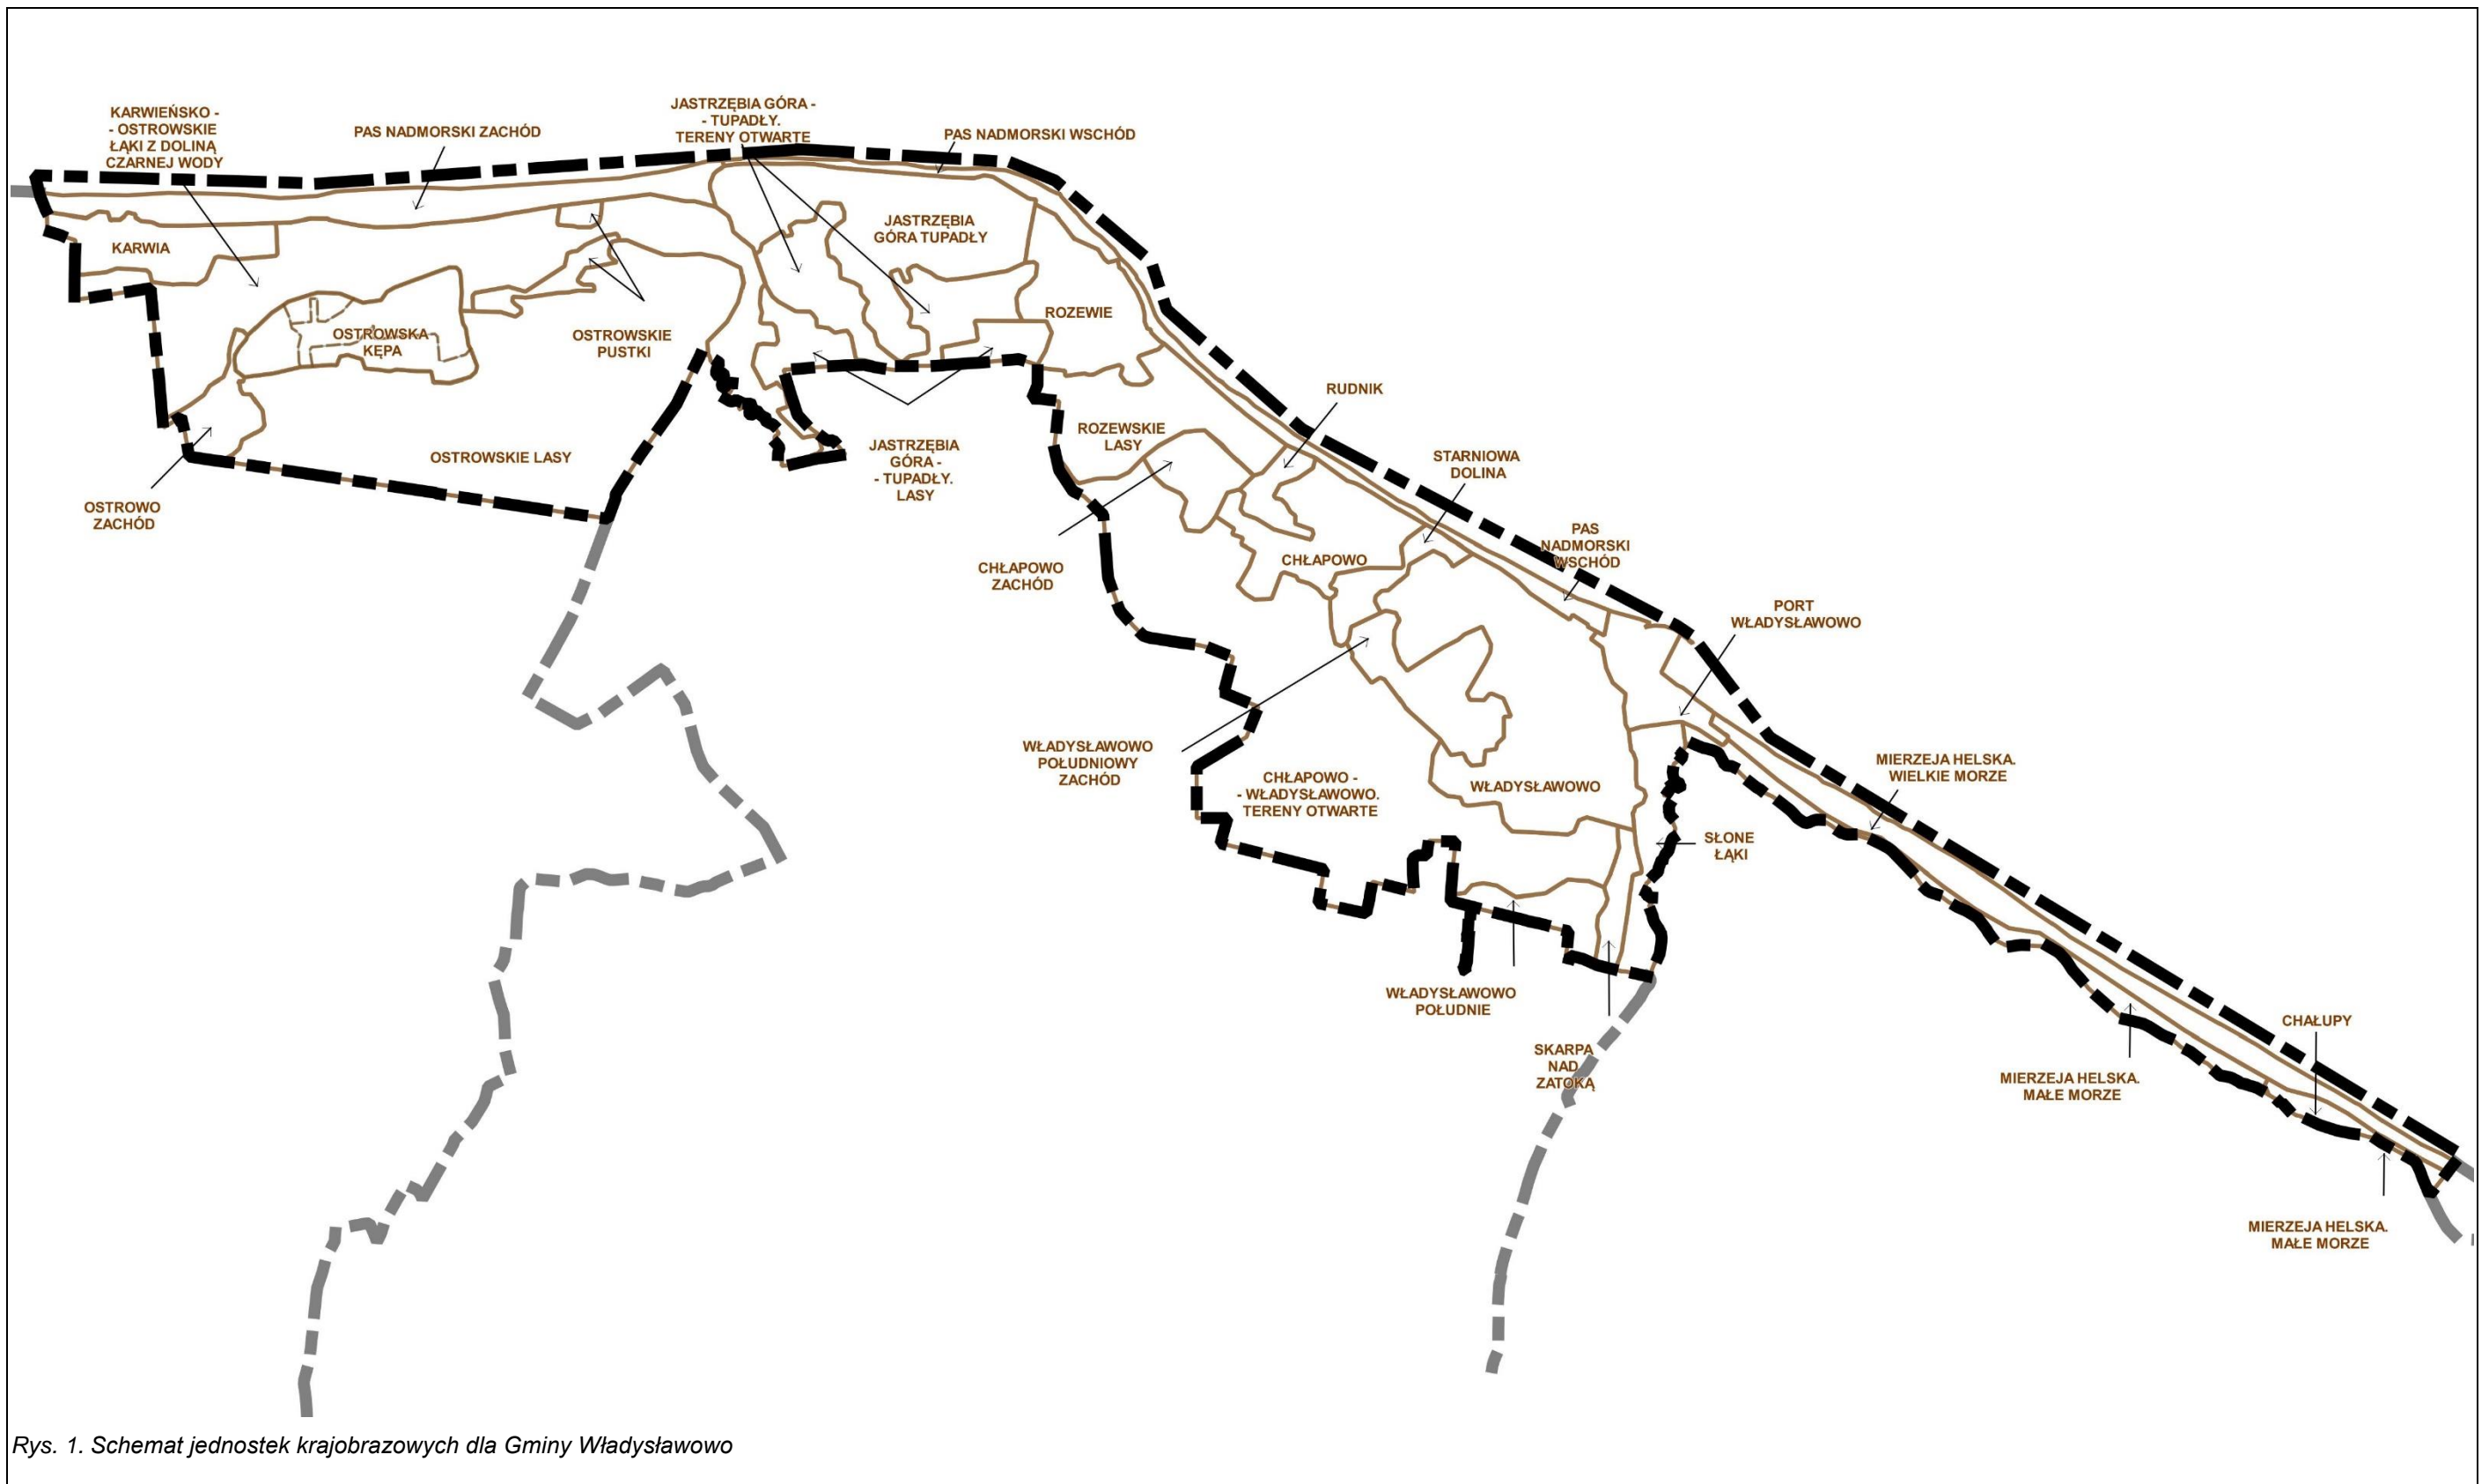 KARWIEŃSKO -
- OSTROWSKIE
ŁĄKI Z DOLINĄ
CZARNEJ WODY
PAS NADMORSKI ZACHÓD
JASTRZĘBIA GÓRA -
- TUPADŁY.
TERENY OTWARTE
PAS NADMORSKI WSCHÓD
KARWIA
JASTRZĘBIA
GÓRA TUPADŁY
OSTROWSKA
KĘPA
OSTROWSKIE
PUSTKI
ROZEWIE
RUDNIK
OSTROWSKIE LASY
JASTRZĘBIA
GÓRA -
- TUPADŁY.
LASY
ROZEWSKIE
LASY
STARNIOWA
DOLINA
OSTROWO
ZACHÓD
CHŁAPOWO
ZACHÓD
CHŁAPOWO
PAS
NADMORSKI
WSCHÓD
PORT
WŁADYSŁAWOWO
WŁADYSŁAWOWO
POŁUDNIOWY
ZACHÓD
CHŁAPOWO -
- WŁADYSŁAWOWO.
TERENY OTWARTE
WŁADYSŁAWOWO
MIERZEJA HELSKA.
WIELKIE MORZE
SŁONE
ŁĄKI
WŁADYSŁAWOWO
POŁUDNIE
SKARPA
NAD
ZATOKĄ
CHAŁUPY
MIERZEJA HELSKA.
MAŁE MORZE
MIERZEJA HELSKA.
MAŁE MORZE
Rys. 1. Schemat jednostek krajobrazowych dla Gminy Władysławowo